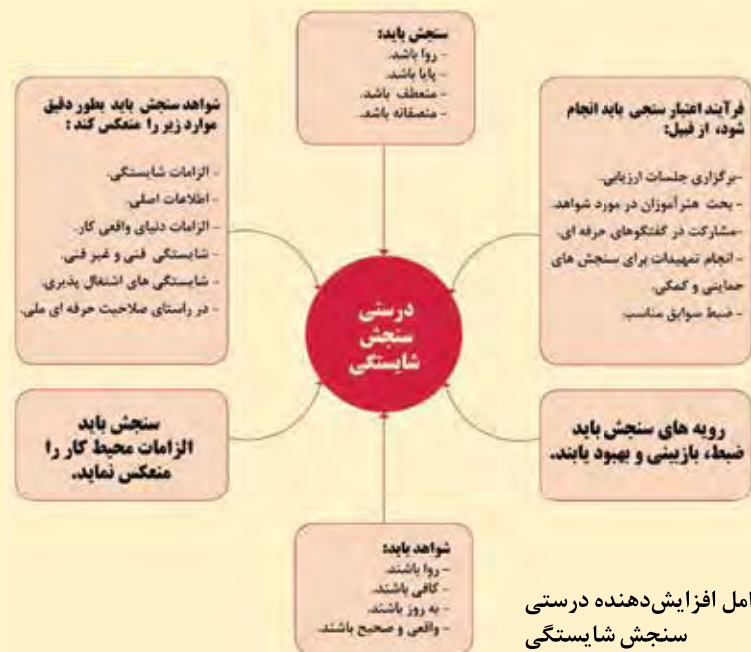 سنجش باید:
- روا باشد.
- پایا باشد.
- منعطف باشد.
- منصفانه باشد.
فرآیند اعتبار سنجی باید انجام
شود، از قبیل:
-برگزاری جلسات ارزیابی.
- بحث هنرآموزان در مورد شواهد.
-مشارکت در گفتگوهای حرفه ای.
- انجام تمهیدات برای سنجش های
حمایتی و کمکی.
- ضبط سوابق مناسب.
شواهد سنجش باید بطور دقیق
موارد زیر را منعکس کند :
- الزامات شایستگی.
- اطلاعات اصلی.
- الزامات دنیای واقعی کار.
- شایستگی فنی و غیر فنی.
- شایستگی های اشتغال پذیری.
- در راستای صلاحیت حرفه ای ملی.
درستی
سنجش
شایستگی
رویه های سنجش باید
ضبط، بازبینی و بهبود یابند.
سنجش باید
الزامات محیط کار را
منعکس نماید.
شواهد باید:
- روا باشند.
- کافی باشند.
- به روز باشند.
- واقعی و صحیح باشند.
امل افزایش‌دهنده درستی
سنجش شایستگی